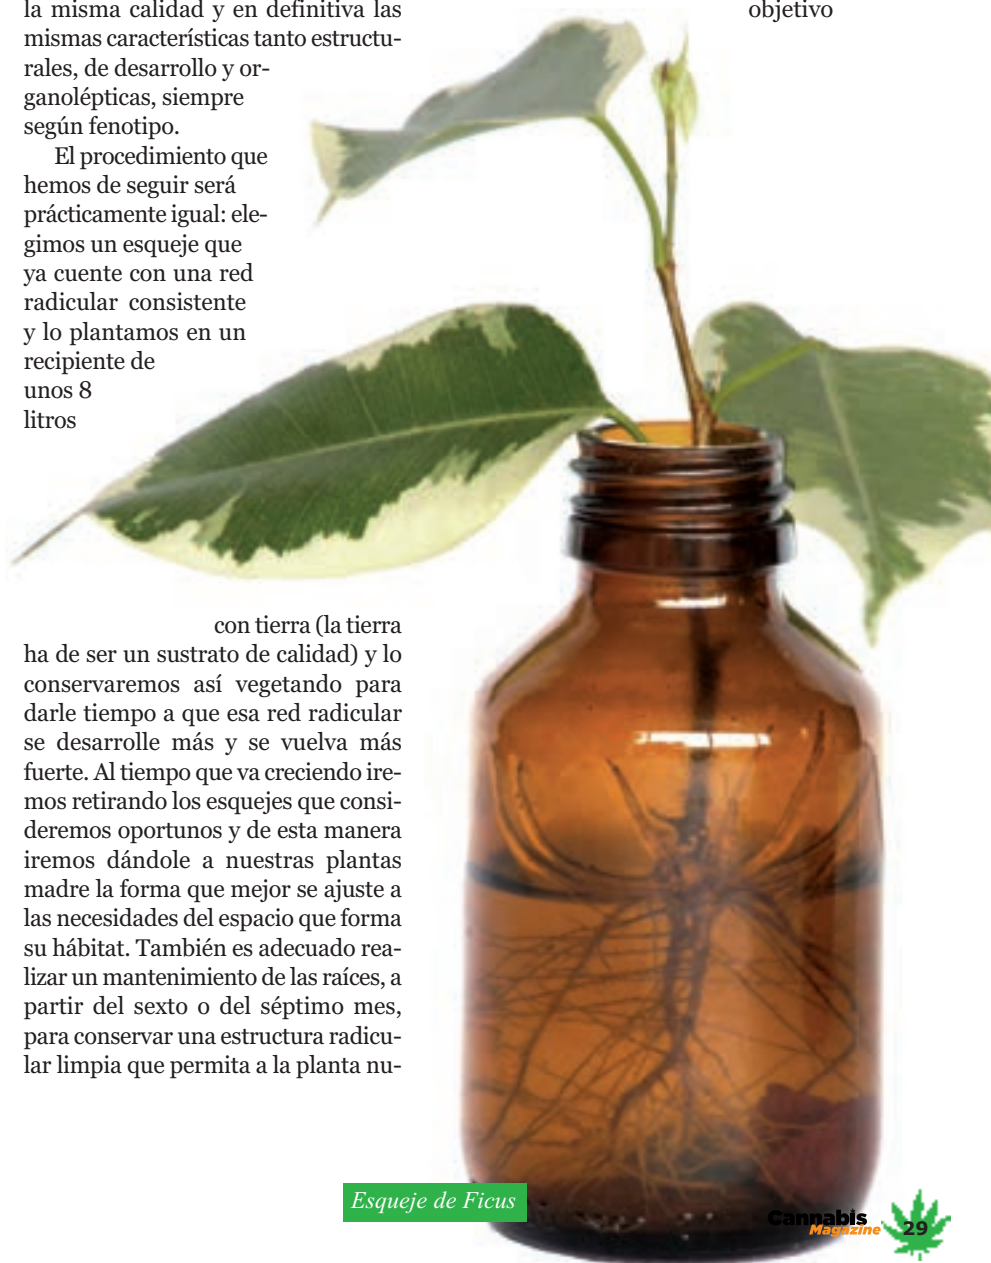 la misma calidad y en definitiva las
mismas características tanto estructu-
rales, de desarrollo y or-
ganolépticas, siempre
según fenotipo.
El procedimiento que
hemos de seguir será
prácticamente igual: ele-
gimos un esqueje que
ya cuente con una red
radicular consistente
y lo plantamos en un
recipiente de
unos 8
litros
con tierra (la tierra
ha de ser un sustrato de calidad) y lo
conservaremos así vegetando para
darle tiempo a que esa red radicular
se desarrolle más y se vuelva más
fuerte. Al tiempo que va creciendo ire-
mos retirando los esquejes que consi-
deremos oportunos y de esta manera
iremos dándole a nuestras plantas
madre la forma que mejor se ajuste a
las necesidades del espacio que forma
su hábitat. También es adecuado rea-
lizar un mantenimiento de las raíces, a
partir del sexto o del séptimo mes,
para conservar una estructura radicu-
lar limpia que permita a la planta nu-
objetivo
Esqueje de Ficus
Cannabis
Magazine
29